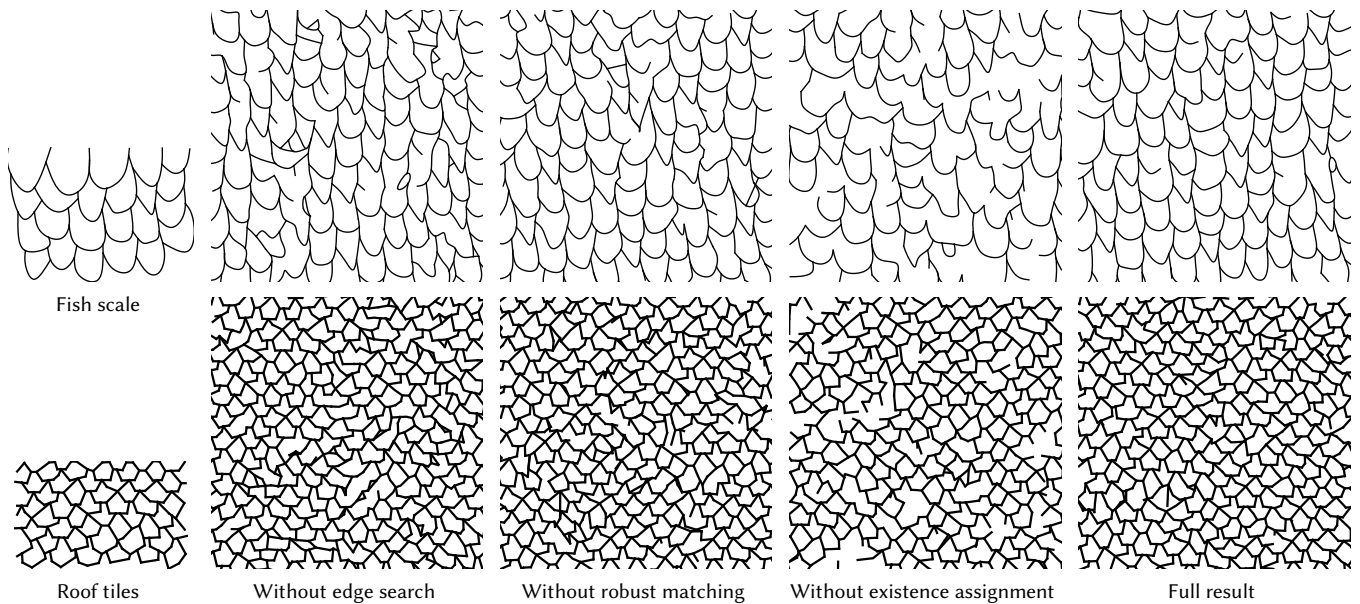 Fish scale
Roof tiles
Without edge search
Without robust matching
Without existence assignment
Full result